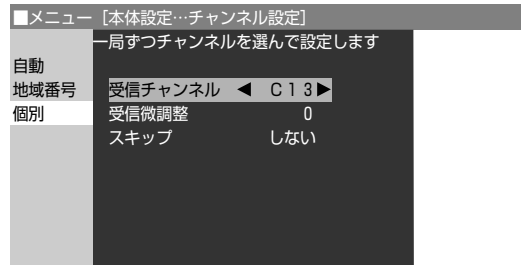 ■メニュー [本体設定…チャンネル設定]
一局ずつチャンネルを選んで設定します
自動
地域番号
個別
受信チャンネル ◀ C13▶
受信微調整 0
スキップ しない